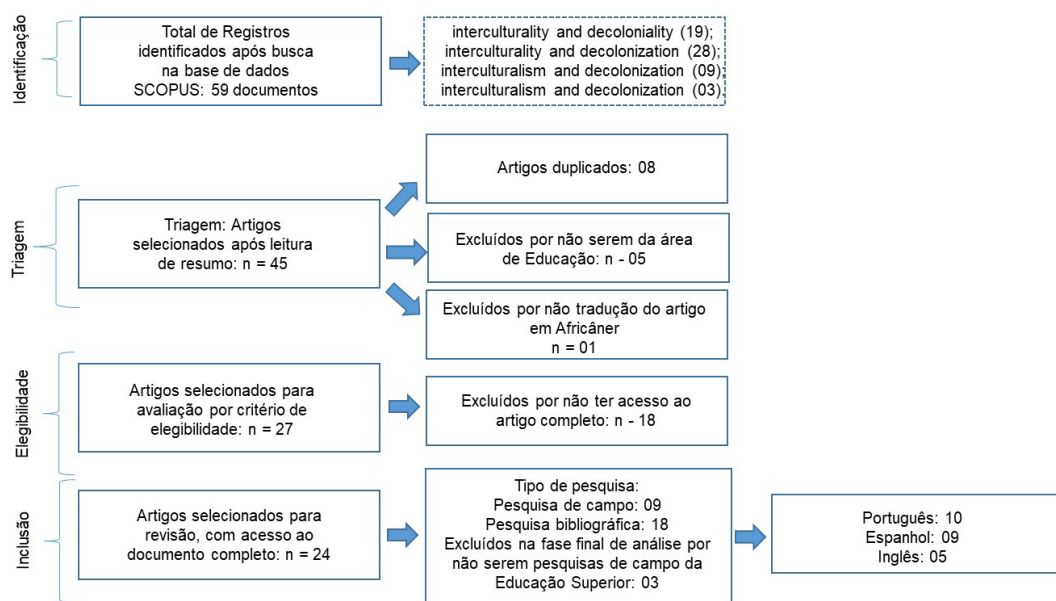 Identificação
Total de Registros
identificados após busca
na base de dados
SCOPUS: 59 documentos
interculturality and decoloniality (19);
interculturality and decolonization (28);
interculturalism and decolonization (09);
interculturalism and decolonization (03).
Triagem
Triagem: Artigos
selecionados após leitura
de resumo: n = 45
Artigos duplicados: 08
Excluídos por não serem da área
de Educação: n - 05
Excluídos por não tradução do artigo
em Africâner
n = 01
Elegibilidade
Artigos selecionados para
avaliação por critério de
elegibilidade: n = 27
Excluídos por não ter acesso ao
artigo completo: n - 18
Inclusão
Artigos selecionados para
revisão, com acesso ao
documento completo: n = 24
Tipo de pesquisa:
Pesquisa de campo: 09
Pesquisa bibliográfica: 18
Excluídos na fase final de análise por
não serem pesquisas de campo da
Educação Superior: 03
Português: 10
Espanhol: 09
Inglês: 05